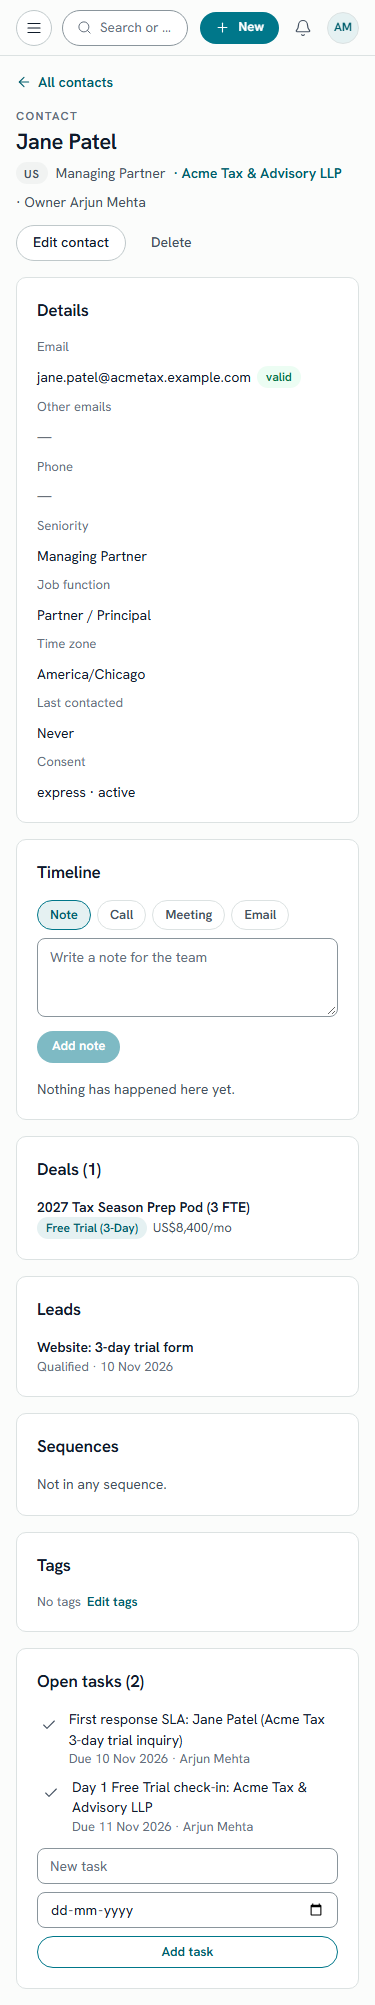 Search or ...
+ New
AM
← All contacts
CONTACT
Jane Patel
US Managing Partner · Acme Tax & Advisory LLP
· Owner Arjun Mehta
Edit contact Delete
Details
Email
jane.patel@acmetax.example.com valid
Other emails
—
Phone
—
Seniority
Managing Partner
Job function
Partner / Principal
Time zone
America/Chicago
Last contacted
Never
Consent
express · active
Timeline
Note Call Meeting Email
Write a note for the team
Add note
Nothing has happened here yet.
Deals (1)
2027 Tax Season Prep Pod (3 FTE)
Free Trial (3-Day) US$8,400/mo
Leads
Website: 3-day trial form
Qualified · 10 Nov 2026
Sequences
Not in any sequence.
Tags
No tags Edit tags
Open tasks (2)
First response SLA: Jane Patel (Acme Tax
3-day trial inquiry)
Due 10 Nov 2026 · Arjun Mehta
Day 1 Free Trial check-in: Acme Tax &
Advisory LLP
Due 11 Nov 2026 · Arjun Mehta
New task
dd-mm-yyyy
Add task